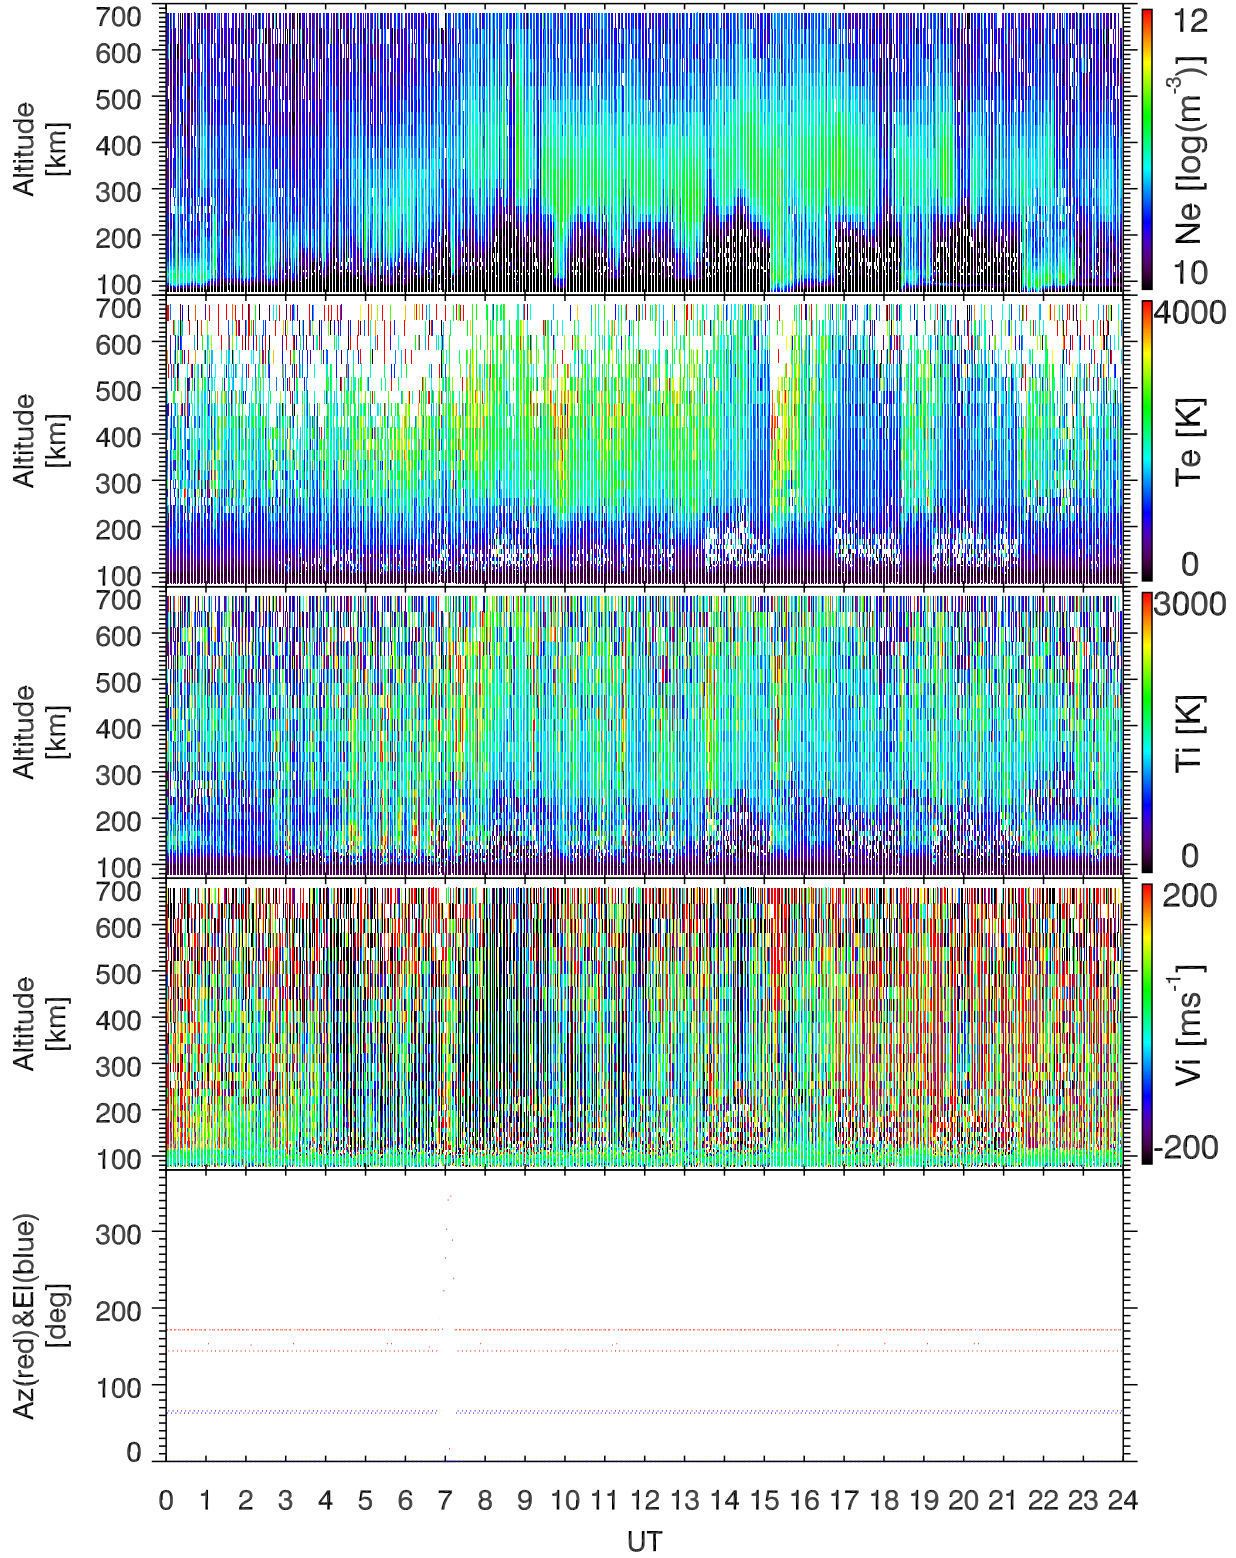 700
600
500
400
300
200
100
Altitude
[km]
12
10
Ne [log(m⁻³)]
700
600
500
400
300
200
100
Altitude
[km]
4000
0
Te [K]
700
600
500
400
300
200
100
Altitude
[km]
3000
0
Ti [K]
700
600
500
400
300
200
100
Altitude
[km]
200
-200
Vi [ms⁻¹]
300
200
100
0
Az(red)&El(blue)
[deg]
0 1 2 3 4 5 6 7 8 9 10 11 12 13 14 15 16 17 18 19 20 21 22 23 24
UT